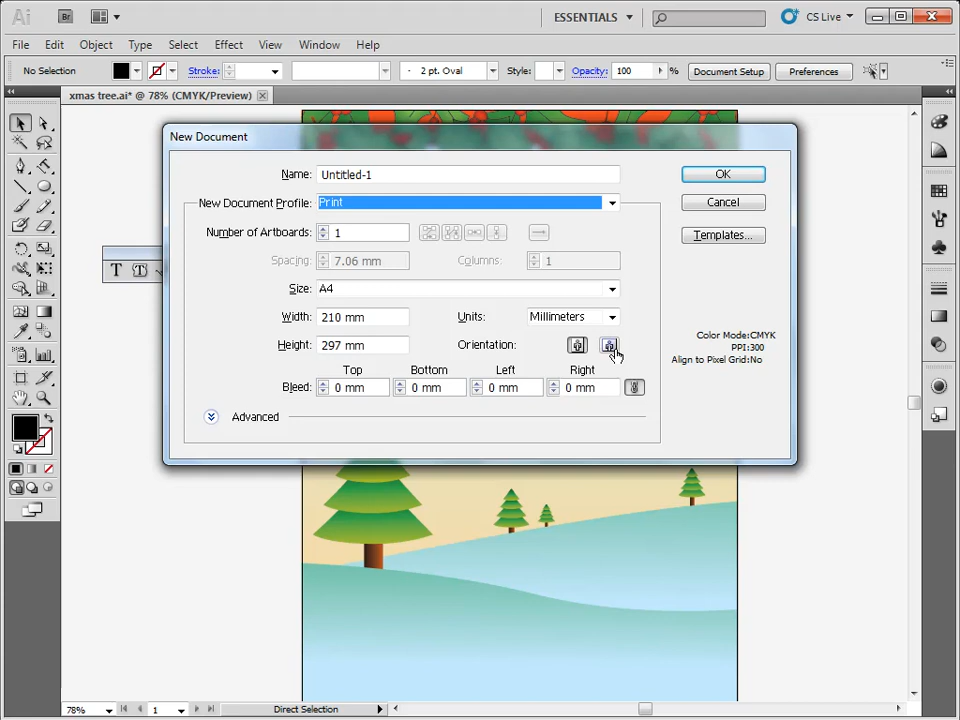 Ai Br ESSENTIALS CS Live
File Edit Object Type Select Effect View Window Help
No Selection Stroke: 2 pt. Oval Style: Opacity: 100 % Document Setup Preferences
xmas tree.ai* @ 78% (CMYK/Preview)
New Document
Name: Untitled-1 OK
New Document Profile: Print Cancel
Number of Artboards: 1 Templates...
Spacing: 7.06 mm Columns: 1
T T
Size: A4
Width: 210 mm Units: Millimeters
Color Mode:CMYK
PPI:300
Align to Pixel Grid:No
Height: 297 mm Orientation:
Top Bottom Left Right
Bleed: 0 mm 0 mm 0 mm 0 mm
Advanced
78% 1 Direct Selection